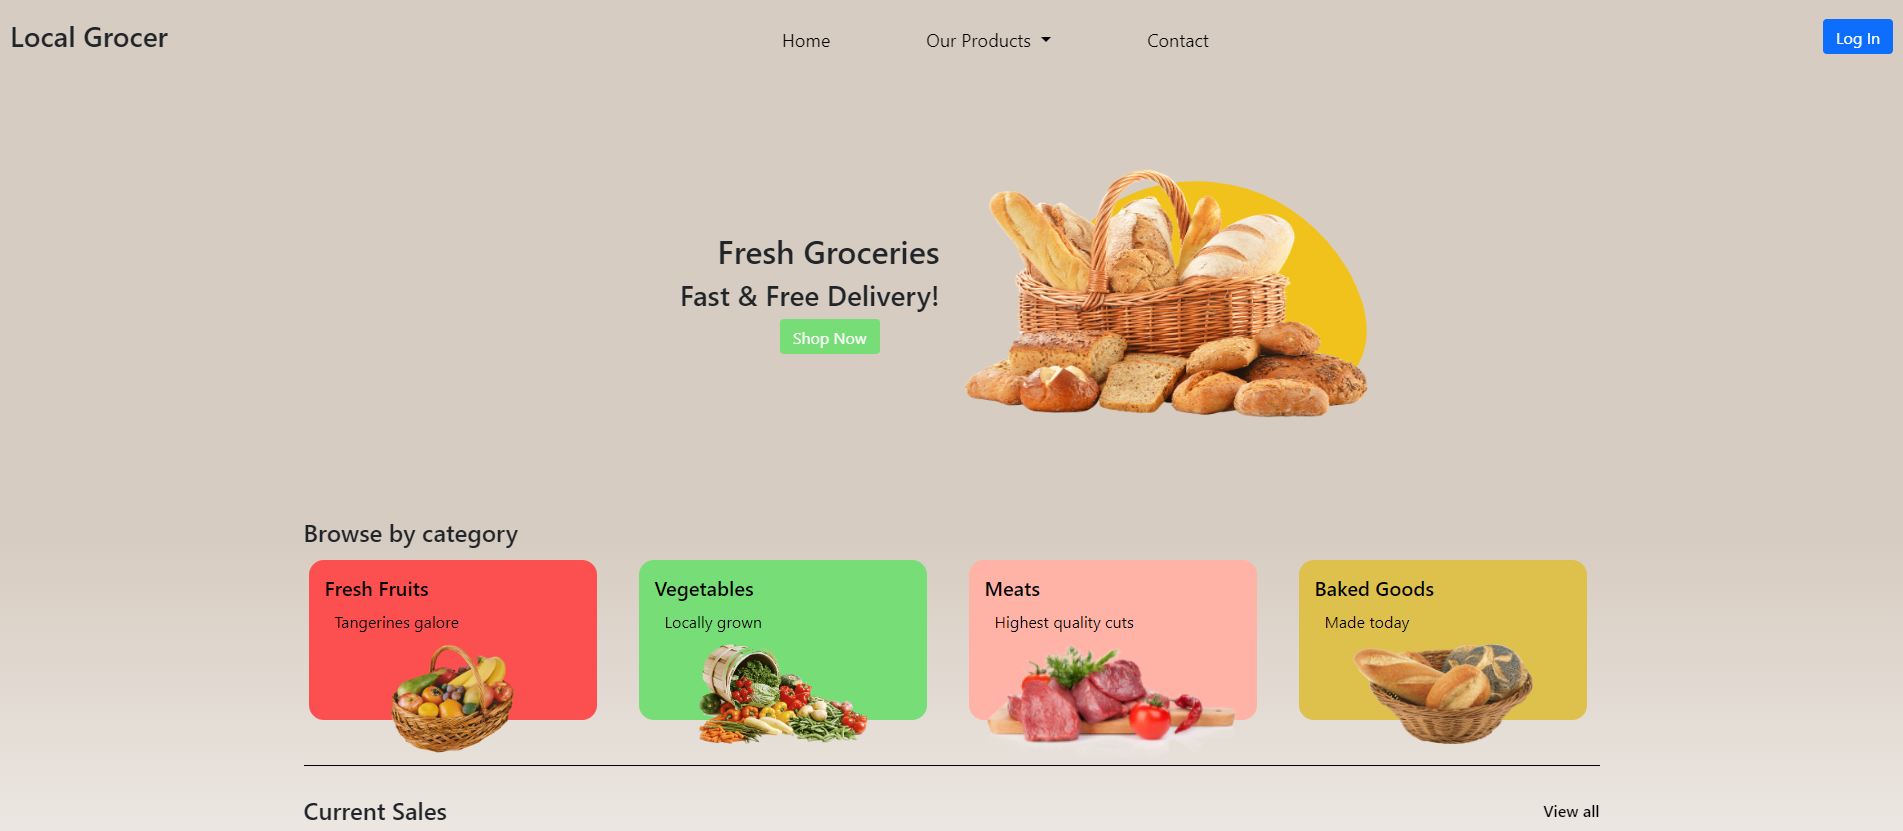 Local Grocer
Home
Our Products
Contact
Log In
Fresh Groceries
Fast & Free Delivery!
Shop Now
Browse by category
Fresh Fruits
Tangerines galore
Vegetables
Locally grown
Meats
Highest quality cuts
Baked Goods
Made today
Current Sales
View all